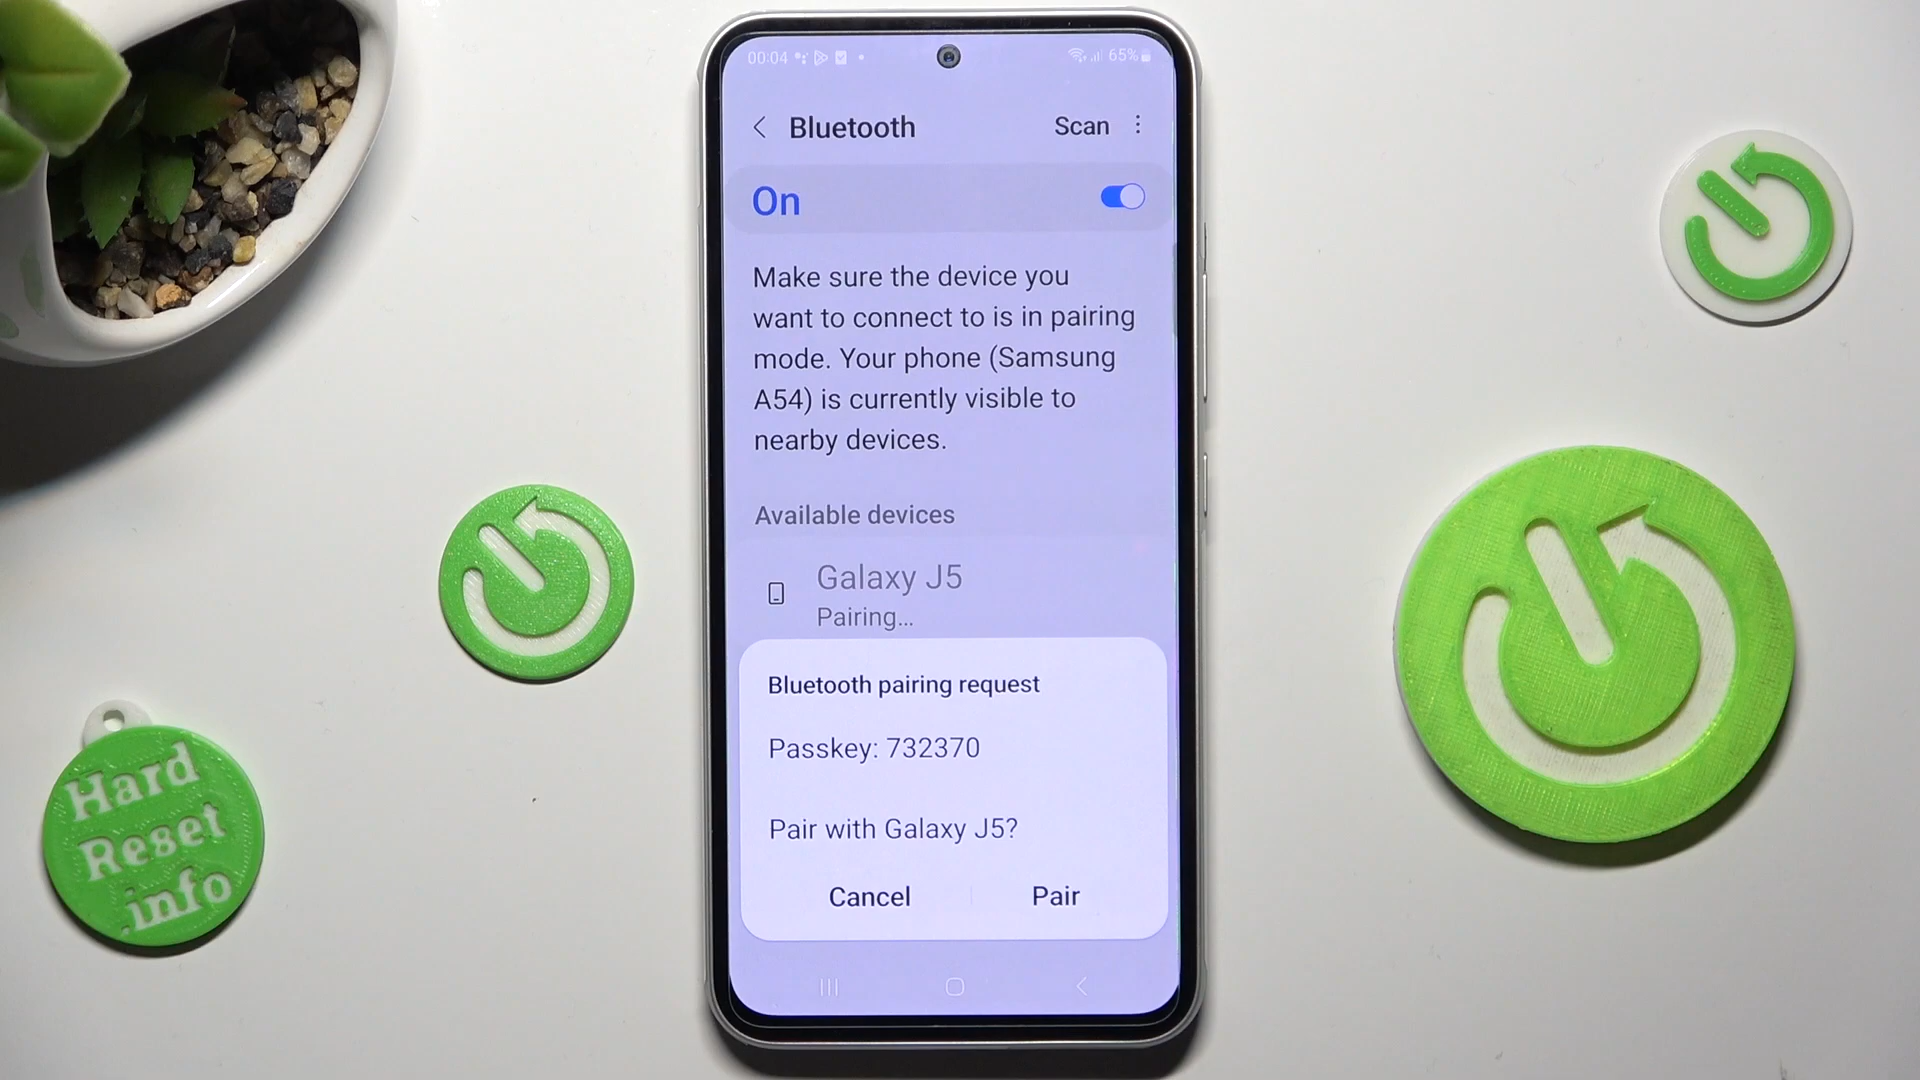 00:04
65%
Bluetooth
Scan
On
Make sure the device you
want to connect to is in pairing
mode. Your phone (Samsung
A54) is currently visible to
nearby devices.
Available devices
Galaxy J5
Pairing...
Bluetooth pairing request
Passkey: 732370
Pair with Galaxy J5?
Cancel
Pair
Hard
Reset
.info